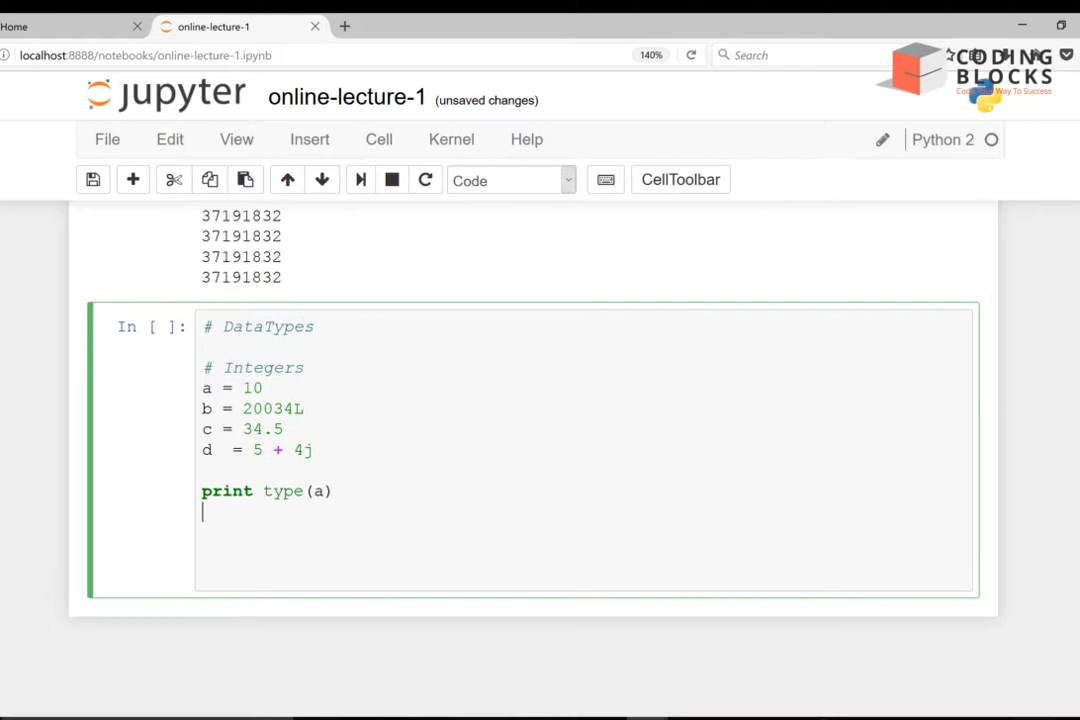 Home
online-lecture-1
localhost:8888/notebooks/online-lecture-1.ipynb
140%
Search
CODING
BLOCKS
jupyter
online-lecture-1 (unsaved changes)
File
Edit
View
Insert
Cell
Kernel
Help
Python 2
Code
CellToolbar
37191832
37191832
37191832
37191832
In [ ]:
# DataTypes
# Integers
a = 10
b = 20034L
c = 34.5
d  = 5 + 4j
print type(a)